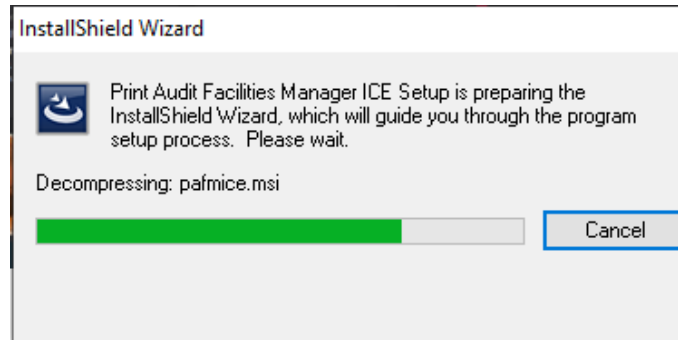 InstallShield Wizard
Print Audit Facilities Manager ICE Setup is preparing the
InstallShield Wizard, which will guide you through the program
setup process.  Please wait.
Decompressing: pafmice.msi
Cancel